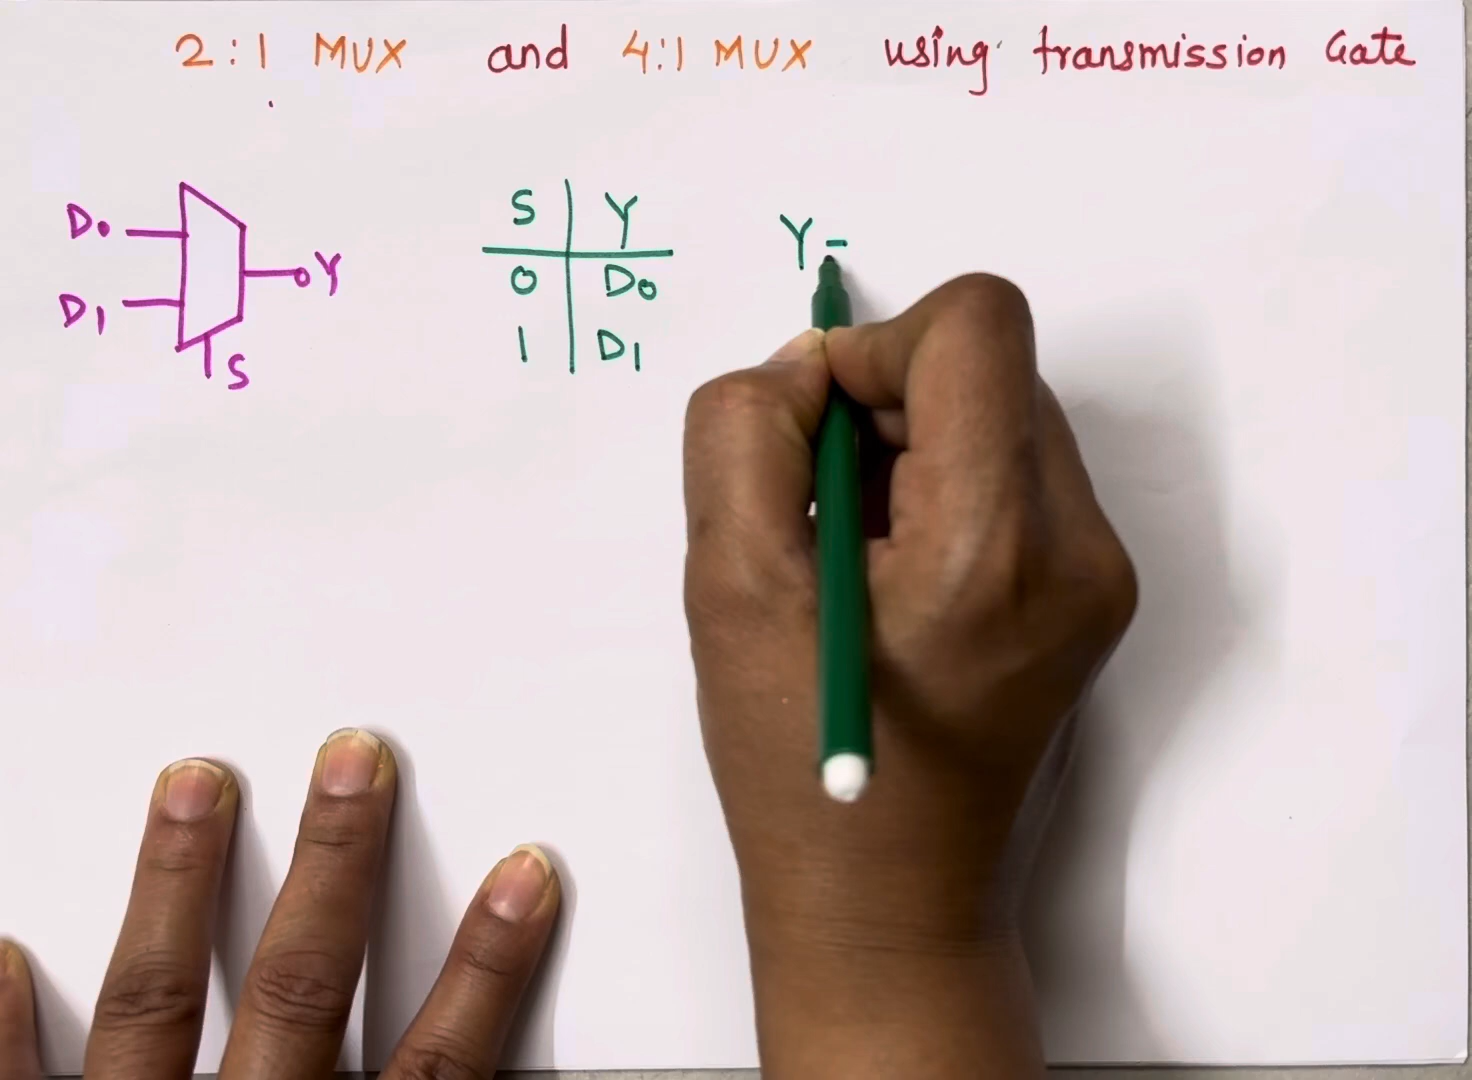 2:1 MUX and 4:1 MUX using transmission Gate
D0
D1
Y
S
S Y
0 D0
1 D1
Y =